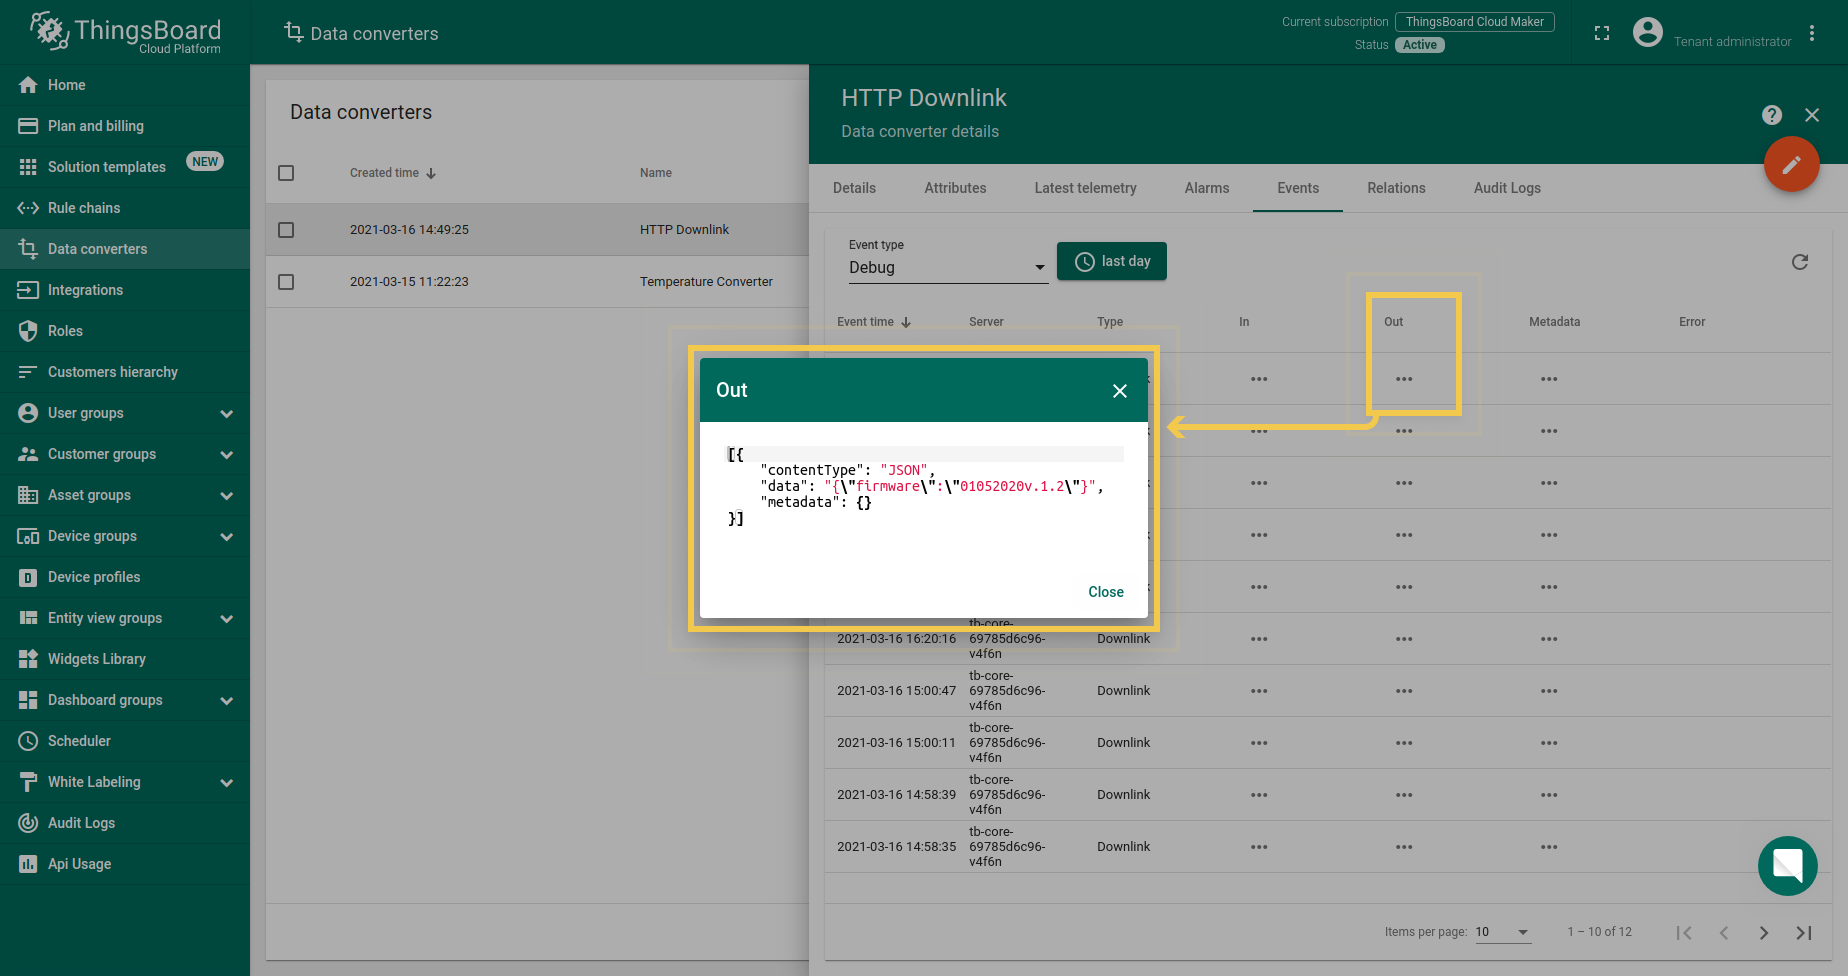 ThingsBoard
Cloud Platform
Data converters
Current subscription ThingsBoard Cloud Maker
Status Active
Tenant administrator
Home
Plan and billing
Solution templates NEW
Rule chains
Data converters
Integrations
Roles
Customers hierarchy
User groups
Customer groups
Asset groups
Device groups
Device profiles
Entity view groups
Widgets Library
Dashboard groups
Scheduler
White Labeling
Audit Logs
Api Usage
Data converters
Created time Name
2021-03-16 14:49:25 HTTP Downlink
2021-03-15 11:22:23 Temperature Converter
HTTP Downlink
Data converter details
Details Attributes Latest telemetry Alarms Events Relations Audit Logs
Event type
Debug
last day
Event time Server Type In Out Metadata Error
Out
[{
"contentType": "JSON",
"data": "{\"firmware\":\"01052020v.1.2\"}",
"metadata": {}
}]
Close
tb-core-
2021-03-16 16:20:16 69785d6c96- Downlink
v4f6n
tb-core-
2021-03-16 15:00:47 69785d6c96- Downlink
v4f6n
tb-core-
2021-03-16 15:00:11 69785d6c96- Downlink
v4f6n
tb-core-
2021-03-16 14:58:39 69785d6c96- Downlink
v4f6n
tb-core-
2021-03-16 14:58:35 69785d6c96- Downlink
v4f6n
Items per page: 10 1 – 10 of 12